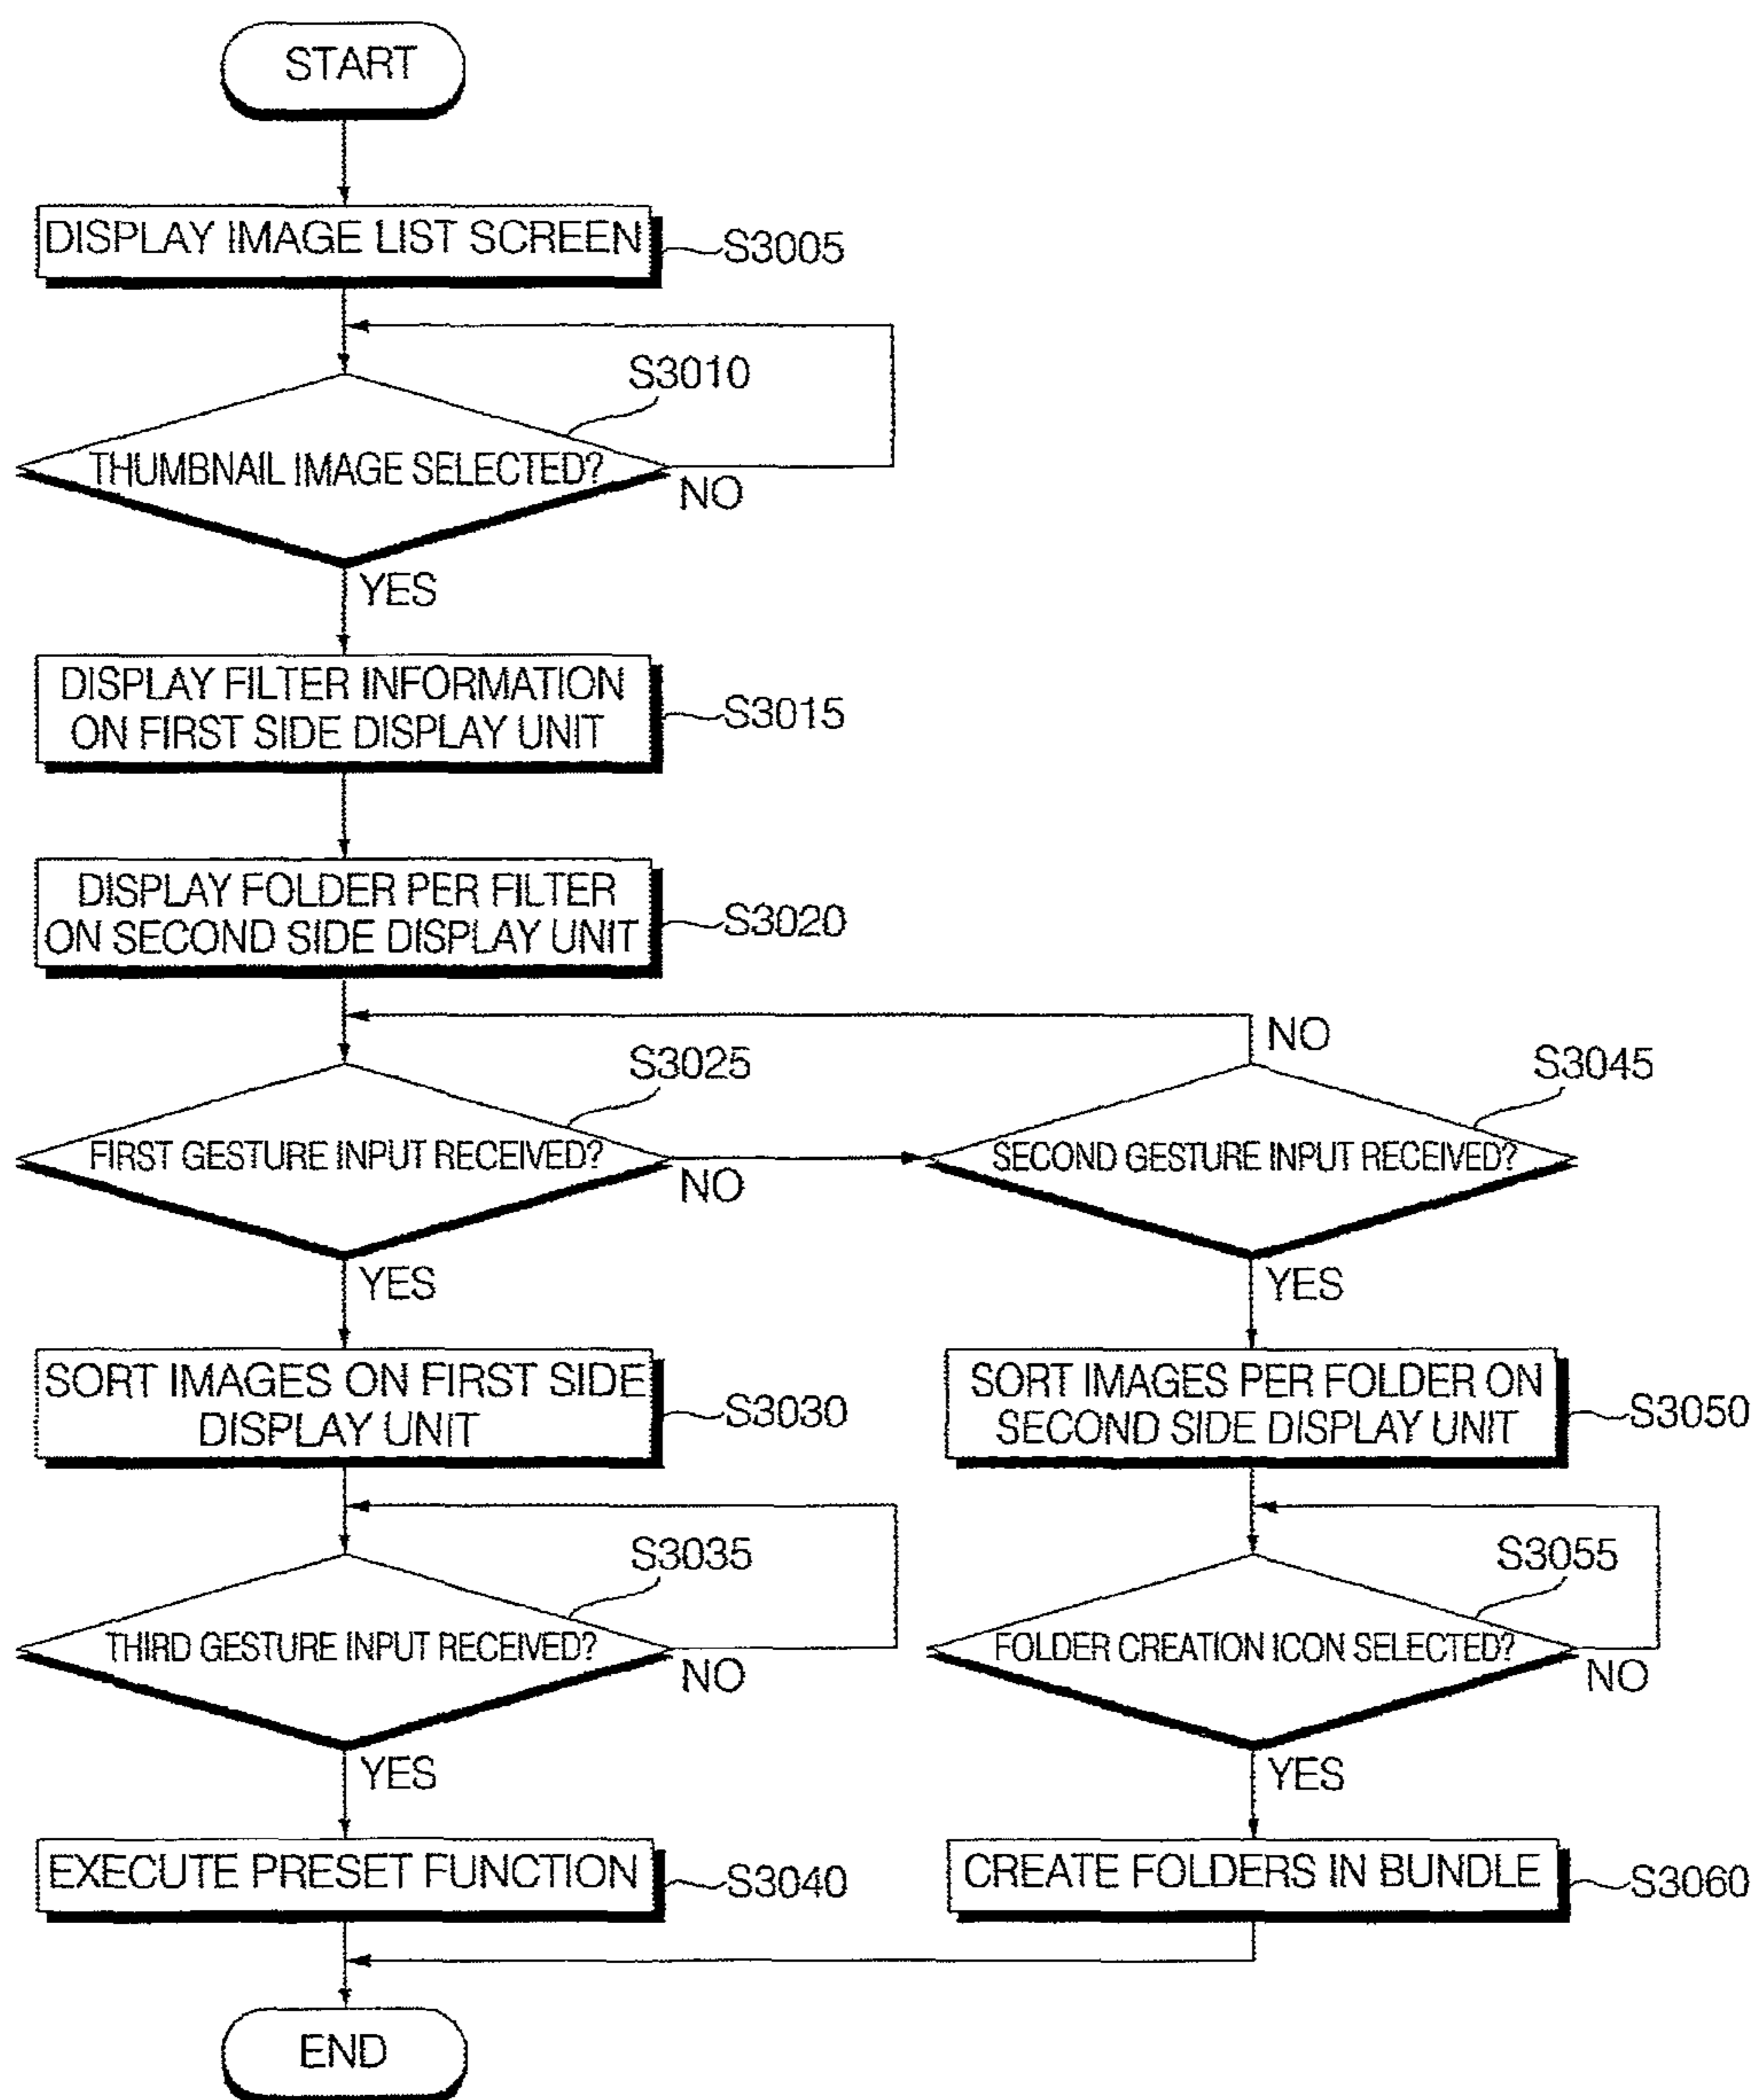 START
DISPLAY IMAGE LIST SCREEN
S3005
S3010
THUMBNAIL IMAGE SELECTED?
NO
YES
DISPLAY FILTER INFORMATION
ON FIRST SIDE DISPLAY UNIT
S3015
DISPLAY FOLDER PER FILTER
ON SECOND SIDE DISPLAY UNIT
S3020
NO
S3025
S3045
FIRST GESTURE INPUT RECEIVED?
NO
SECOND GESTURE INPUT RECEIVED?
YES
YES
SORT IMAGES ON FIRST SIDE
DISPLAY UNIT
S3030
SORT IMAGES PER FOLDER ON
SECOND SIDE DISPLAY UNIT
S3050
S3035
S3055
THIRD GESTURE INPUT RECEIVED?
NO
FOLDER CREATION ICON SELECTED?
NO
YES
YES
EXECUTE PRESET FUNCTION
S3040
CREATE FOLDERS IN BUNDLE
S3060
END